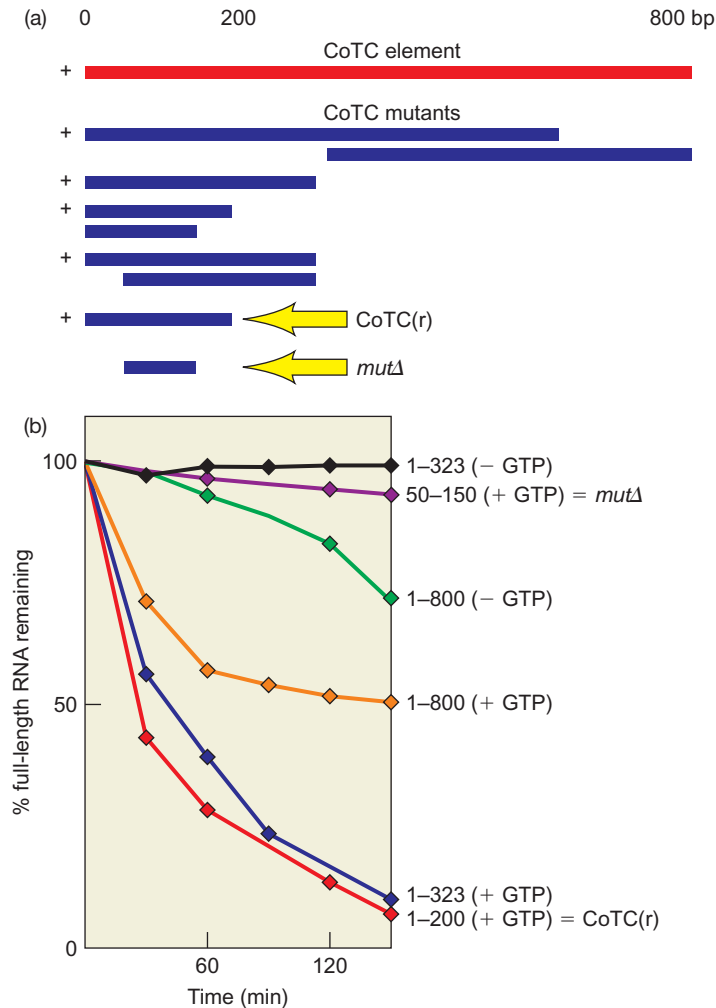 (a) 0 200 800 bp
CoTC element
+
CoTC mutants
+
+
+
+
+ CoTC(r)
mutΔ
(b)
100
50
0
% full-length RNA remaining
1–323 (− GTP)
50–150 (+ GTP) = mutΔ
1–800 (− GTP)
1–800 (+ GTP)
1–323 (+ GTP)
1–200 (+ GTP) = CoTC(r)
60 120
Time (min)